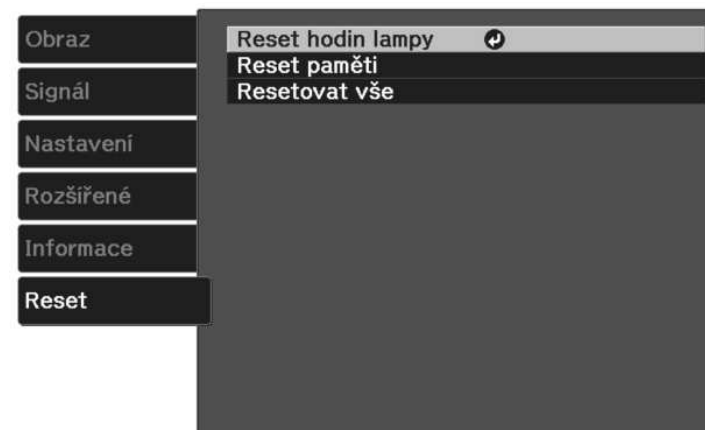 Obraz
Signál
Nastavení
Rozšířené
Informace
Reset
Reset hodin lampy
Reset paměti
Resetovat vše